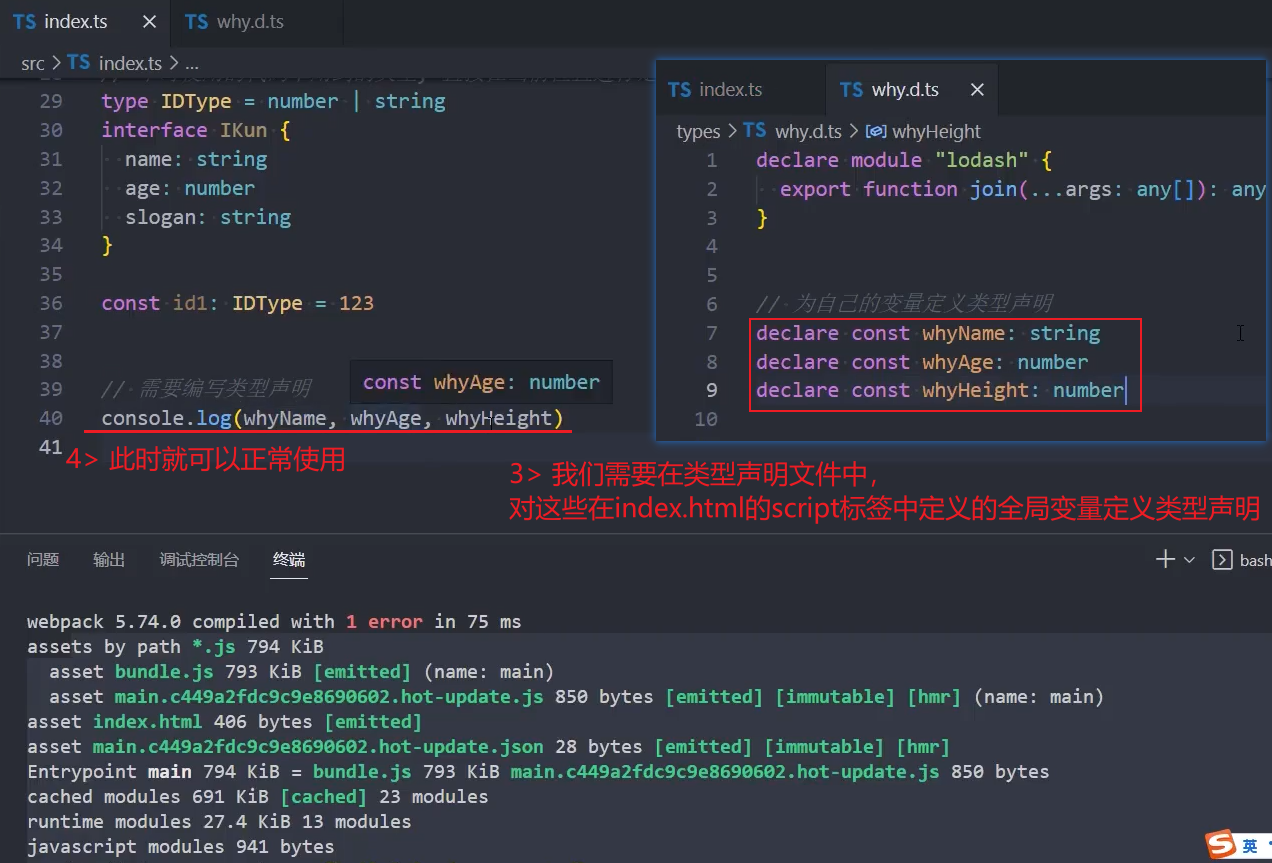 TS index.ts × TS why.d.ts
src > TS index.ts > ...
29 type IDType = number | string
30 interface IKun {
31 name: string
32 age: number
33 slogan: string
34 }
35
36 const id1: IDType = 123
37
38
39 // 需要编写类型声明
const whyAge: number
40 console.log(whyName, whyAge, whyHeight)
41
4> 此时就可以正常使用
TS index.ts TS why.d.ts ×
types > TS why.d.ts > whyHeight
1 declare module "lodash" {
2 export function join(...args: any[]): any
3 }
4
5
6 // 为自己的变量定义类型声明
7 declare const whyName: string
8 declare const whyAge: number
9 declare const whyHeight: number
10
3> 我们需要在类型声明文件中，
对这些在index.html的script标签中定义的全局变量定义类型声明
问题 输出 调试控制台 终端 bash
webpack 5.74.0 compiled with 1 error in 75 ms
assets by path *.js 794 KiB
asset bundle.js 793 KiB [emitted] (name: main)
asset main.c449a2fdc9c9e8690602.hot-update.js 850 bytes [emitted] [immutable] [hmr] (name: main)
asset index.html 406 bytes [emitted]
asset main.c449a2fdc9c9e8690602.hot-update.json 28 bytes [emitted] [immutable] [hmr]
Entrypoint main 794 KiB = bundle.js 793 KiB main.c449a2fdc9c9e8690602.hot-update.js 850 bytes
cached modules 691 KiB [cached] 23 modules
runtime modules 27.4 KiB 13 modules
javascript modules 941 bytes
英